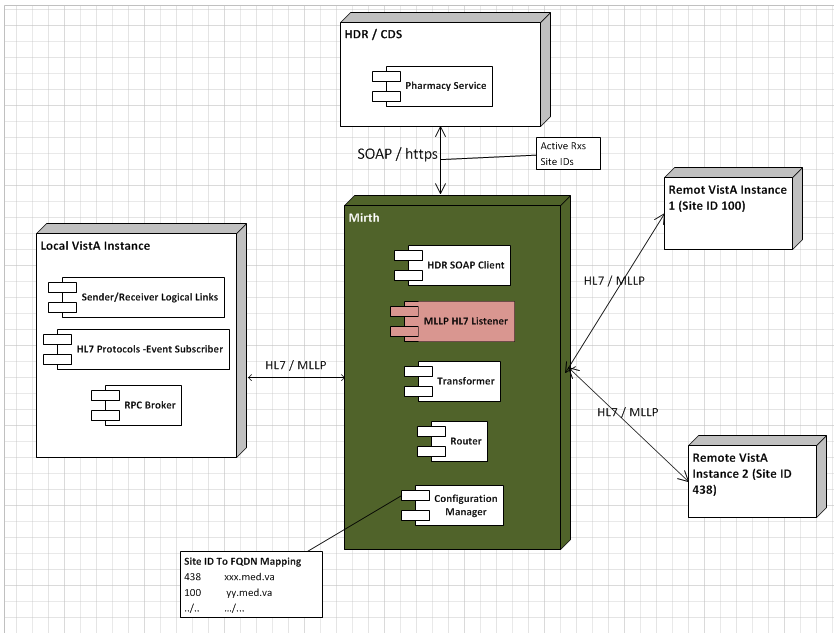 HDR / CDS
Pharmacy Service
SOAP / https
Active Rxs
Site IDs
Mirth
HDR SOAP Client
MLLP HL7 Listener
Transformer
Router
Configuration
Manager
Local VistA Instance
Sender/Receiver Logical Links
HL7 Protocols -Event Subscriber
RPC Broker
HL7 / MLLP
Remot VistA Instance
1 (Site ID 100)
HL7 / MLLP
HL7 / MLLP
Remote VistA
Instance 2 (Site ID
438)
Site ID To FQDN Mapping
438 xxx.med.va
100 yy.med.va
../.. .../...